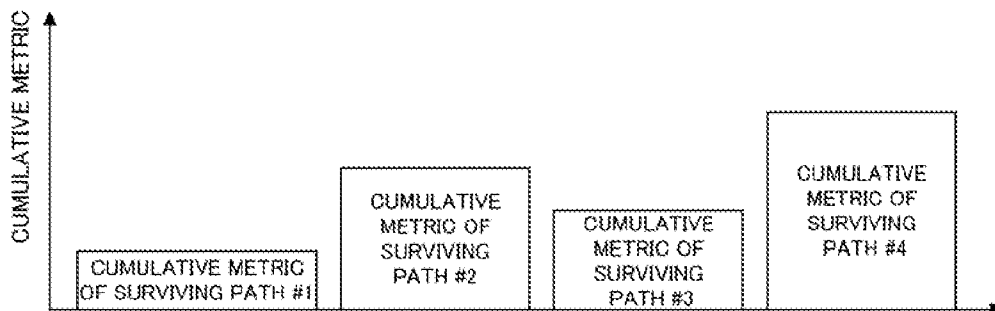 CUMULATIVE METRIC
CUMULATIVE METRIC
OF SURVIVING PATH #1
CUMULATIVE
METRIC OF
SURVIVING
PATH #2
CUMULATIVE
METRIC OF
SURVIVING
PATH #3
CUMULATIVE
METRIC OF
SURVIVING
PATH #4